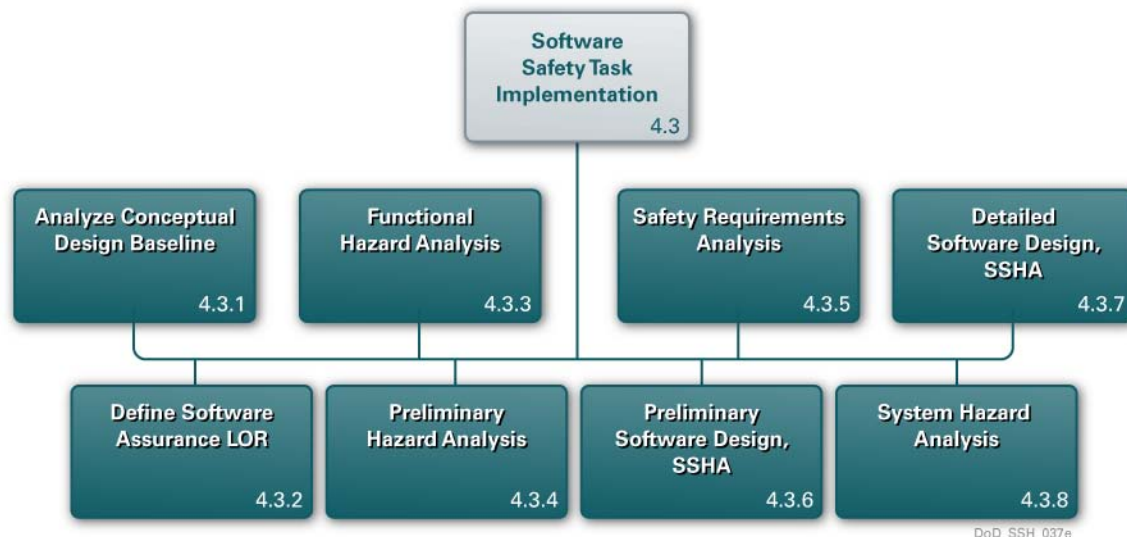 Software
Safety Task
Implementation
4.3
Analyze Conceptual
Design Baseline
4.3.1
Functional
Hazard Analysis
4.3.3
Safety Requirements
Analysis
4.3.5
Detailed
Software Design,
SSHA
4.3.7
Define Software
Assurance LOR
4.3.2
Preliminary
Hazard Analysis
4.3.4
Preliminary
Software Design,
SSHA
4.3.6
System Hazard
Analysis
4.3.8
DoD_SSH_037e